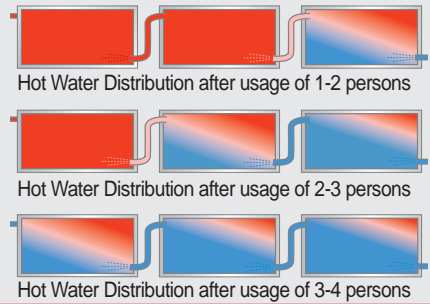 Hot Water Distribution after usage of 1-2 persons
Hot Water Distribution after usage of 2-3 persons
Hot Water Distribution after usage of 3-4 persons